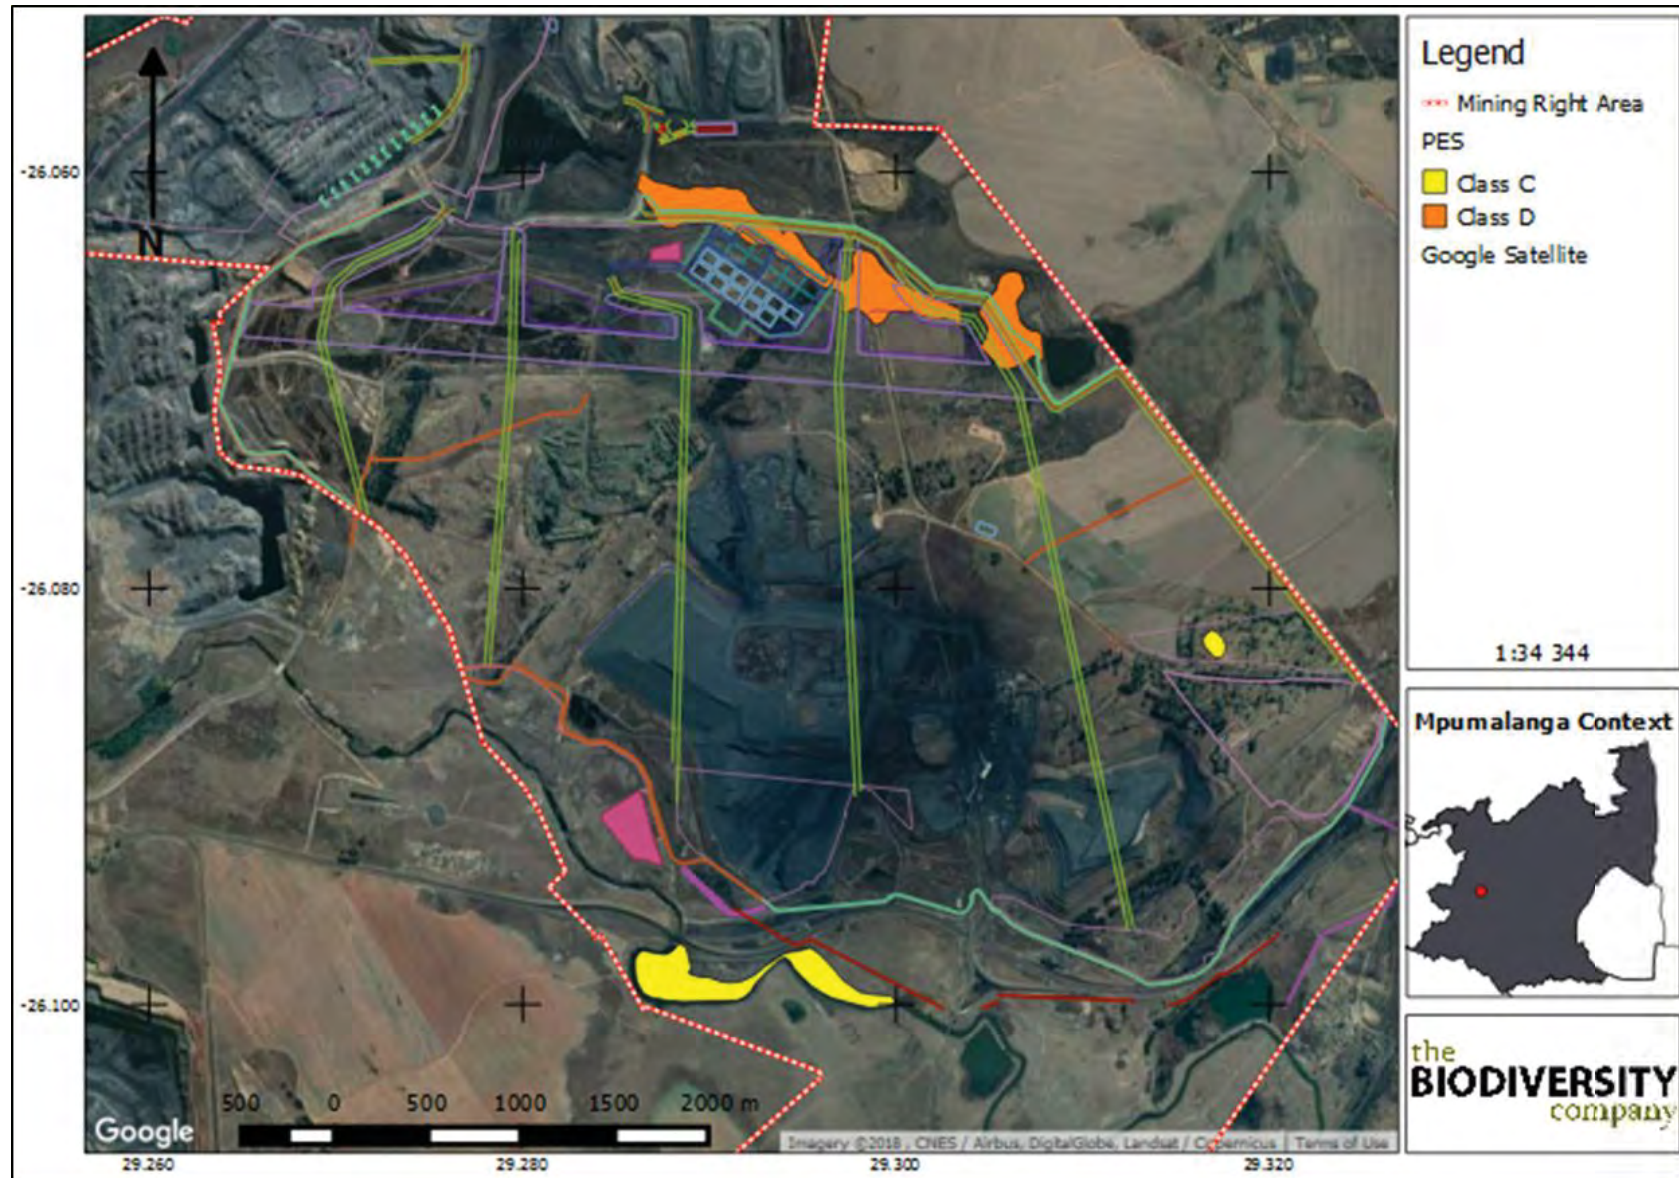 Legend
Mining Right Area
PES
Class C
Class D
Google Satellite
1:34 344
Mpumalanga Context
the
BIODIVERSITY
company
N
-26.060
-26.080
-26.100
500 0 500 1000 1500 2000 m
Google
Imagery ©2018 , CNES / Airbus, DigitalGlobe, Landsat / Copernicus | Terms of Use
29.260 29.280 29.300 29.320